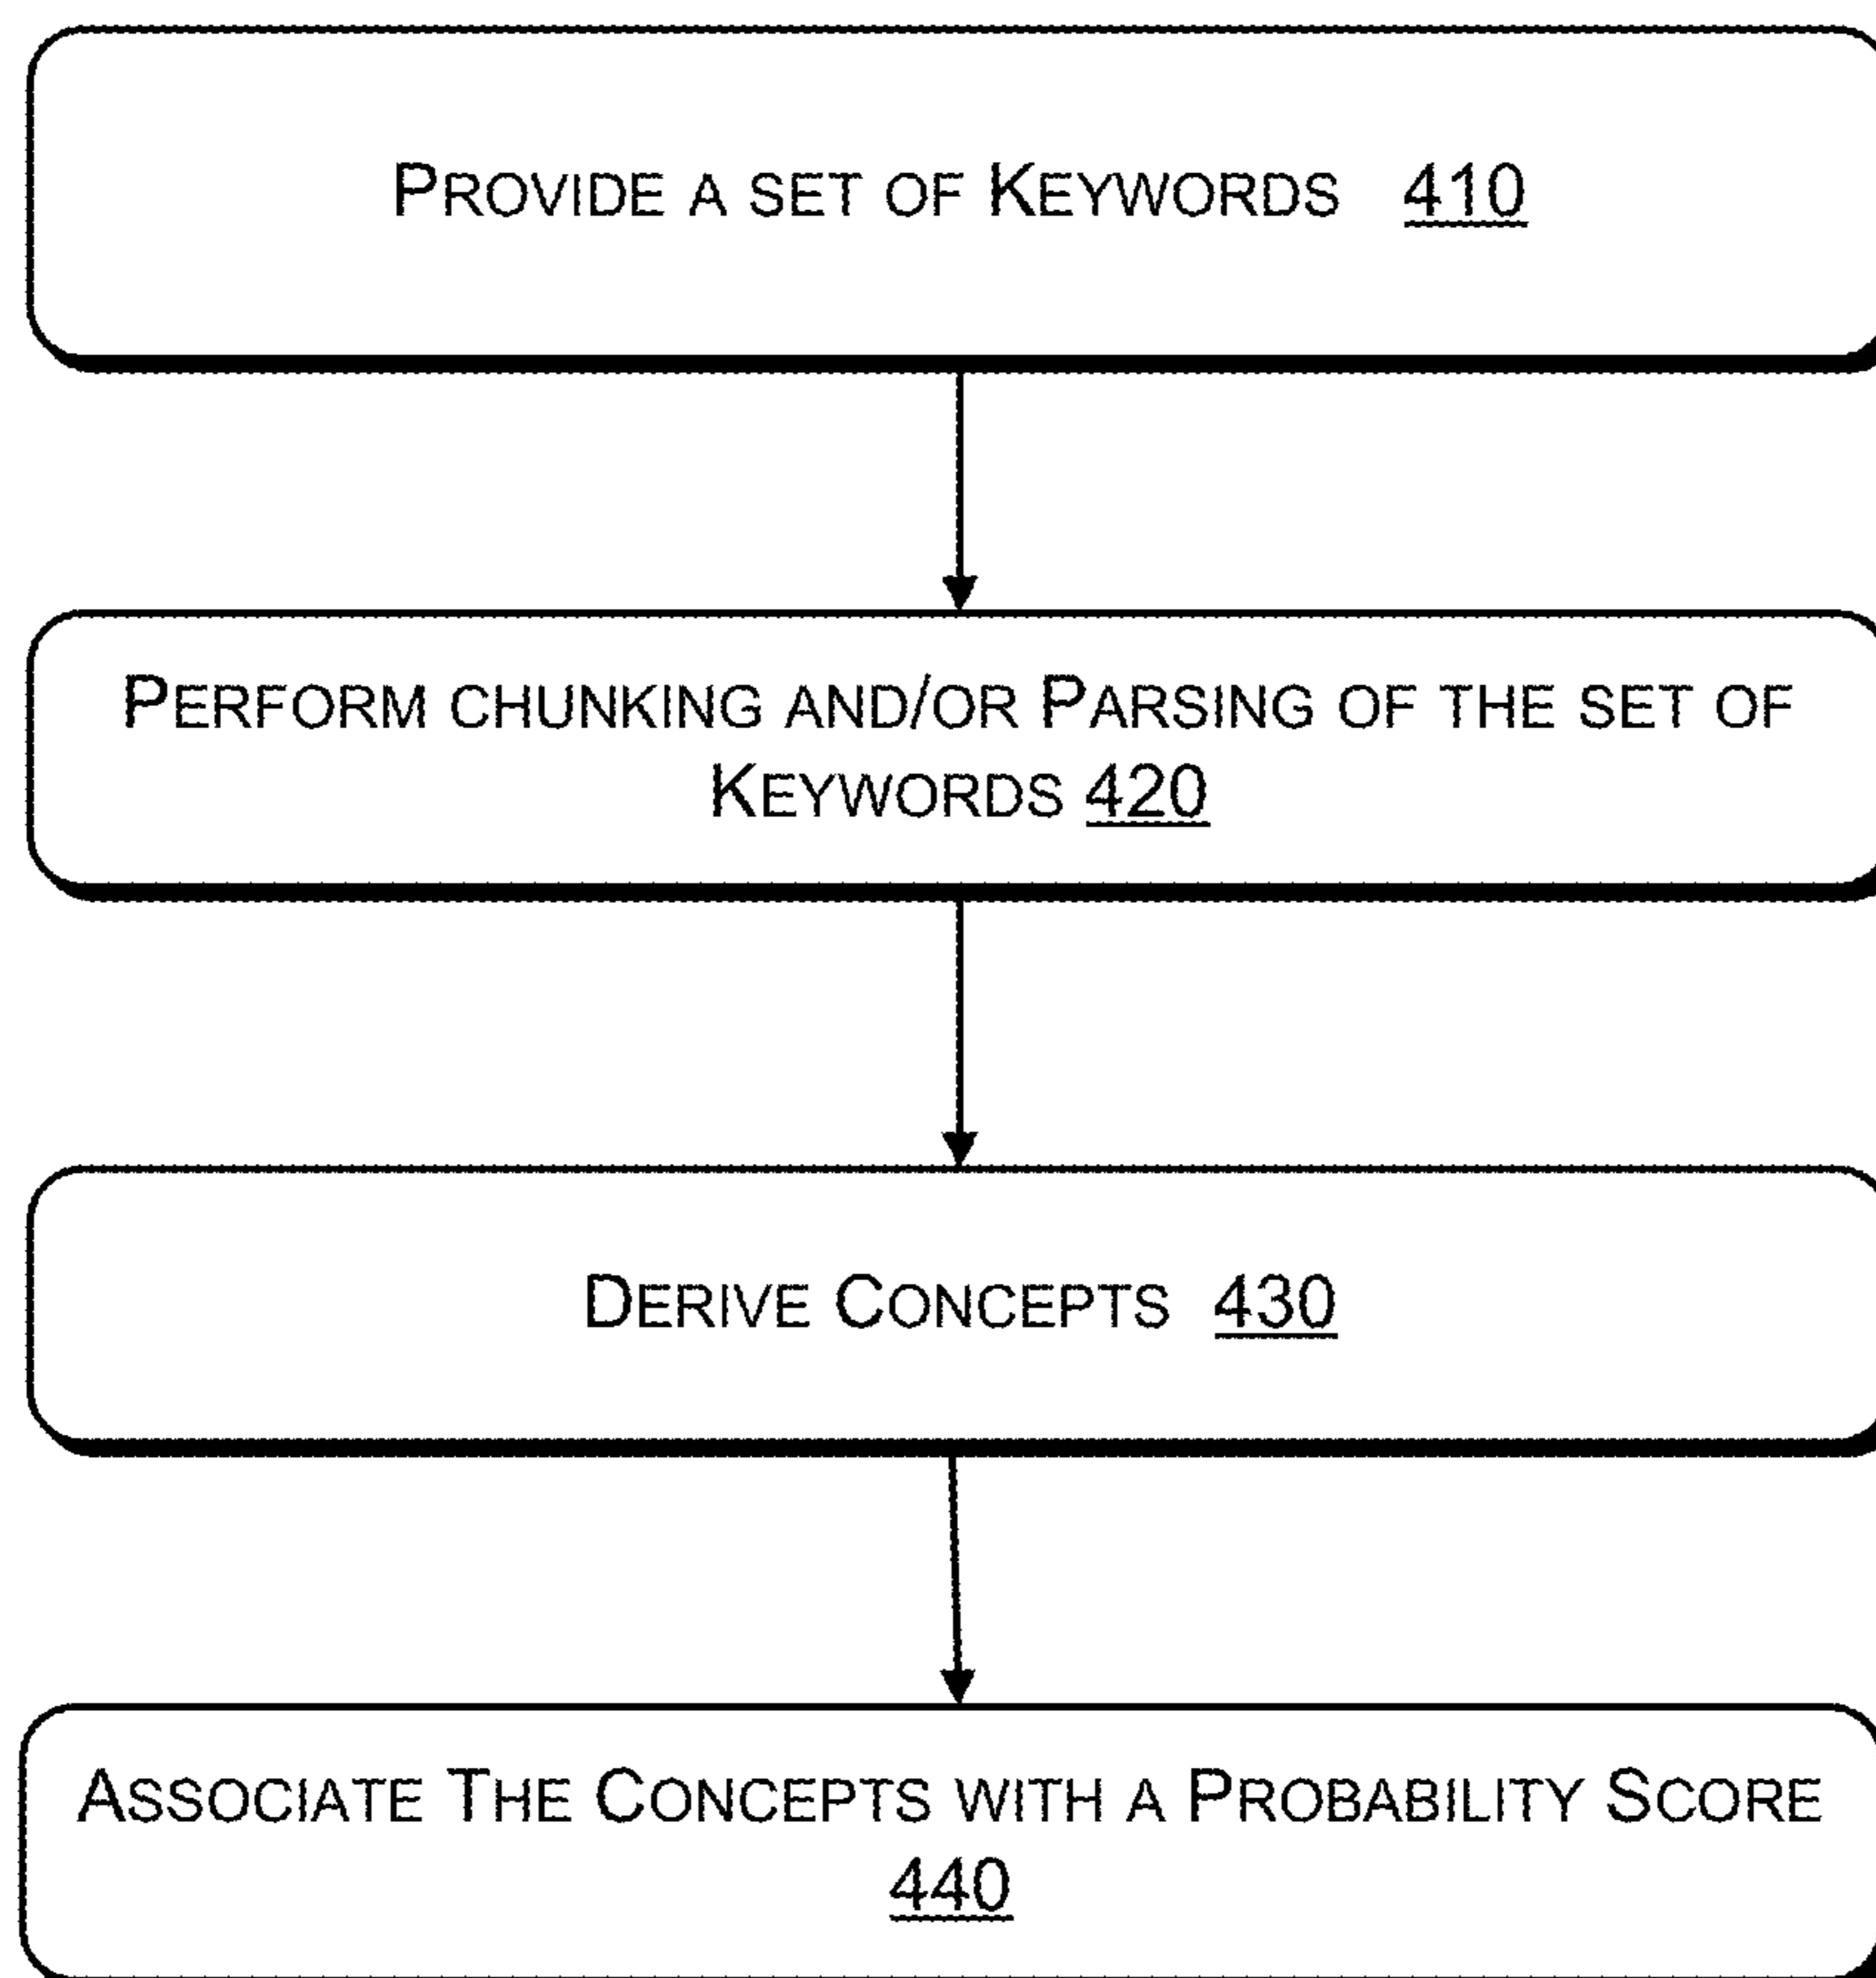 PROVIDE A SET OF KEYWORDS 410
PERFORM CHUNKING AND/OR PARSING OF THE SET OF
KEYWORDS 420
DERIVE CONCEPTS 430
ASSOCIATE THE CONCEPTS WITH A PROBABILITY SCORE
440